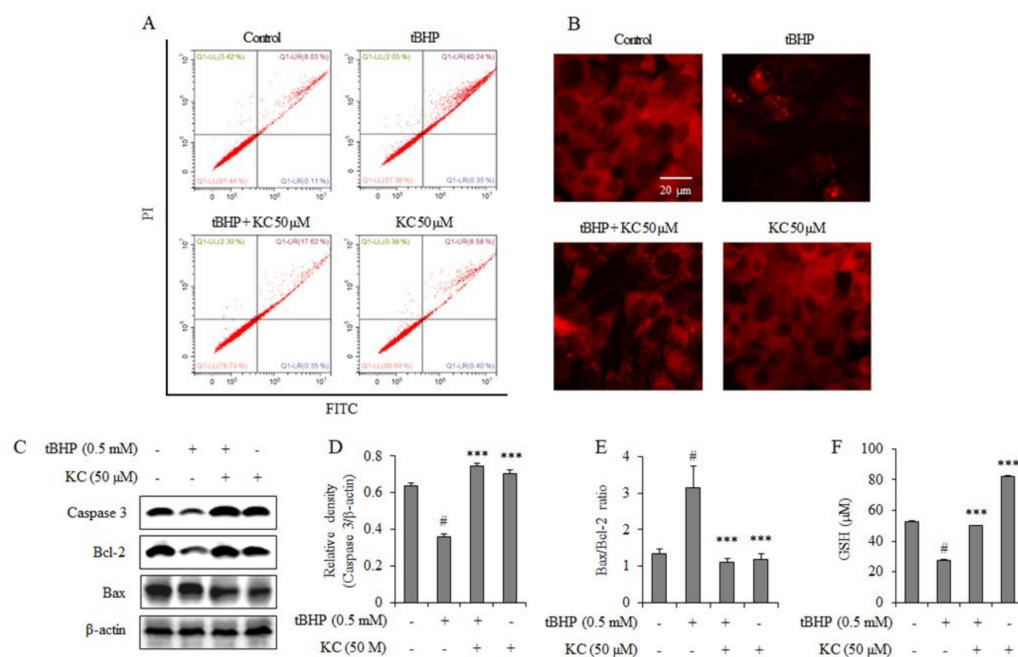 A
Control
tBHP
Q1-UL(0.42 %) Q1-UR(8.03 %)
Q1-LL(91.44 %) Q1-LR(0.11 %)
Q1-UL(2.05 %) Q1-UR(40.24 %)
Q1-LL(57.36 %) Q1-LR(0.35 %)
PI
tBHP + KC 50 μM
KC 50 μM
Q1-UL(2.30 %) Q1-UR(17.62 %)
Q1-LL(79.73 %) Q1-LR(0.35 %)
Q1-UL(0.38 %) Q1-UR(8.58 %)
Q1-LL(90.64 %) Q1-LR(0.40 %)
FITC
B
Control
tBHP
20 μm
tBHP + KC 50 μM
KC 50 μM
C
tBHP (0.5 mM) - + + -
KC (50 μM) - - + +
Caspase 3
Bcl-2
Bax
β-actin
D
Relative density
(Caspase 3/β-actin)
0.8
0.6
0.4
0.2
0
#
***
***
tBHP (0.5 mM) - + + -
KC (50 M) - - + +
E
Bax/Bcl-2 ratio
4
3
2
1
0
#
***
***
tBHP (0.5 mM) - + + -
KC (50 μM) - - + +
F
GSH (μM)
100
80
60
40
20
0
#
***
***
tBHP (0.5 mM) - + + -
KC (50 μM) - - + +